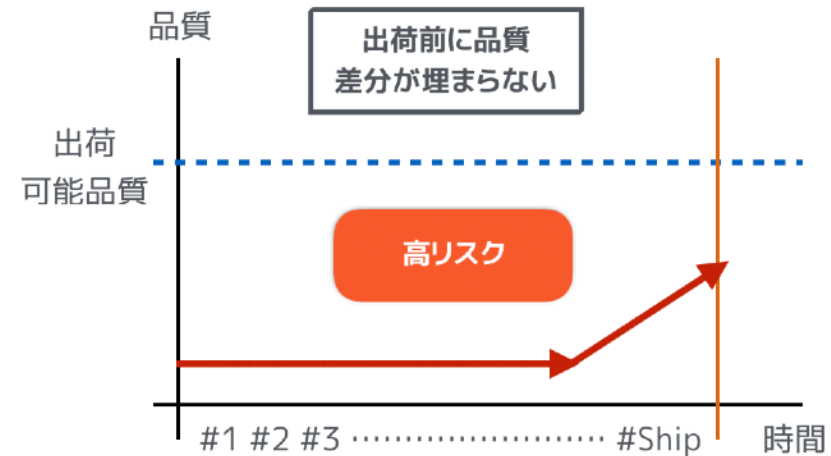 品質
出荷前に品質
差分が埋まらない
出荷
可能品質
高リスク
#1 #2 #3 ⋯⋯⋯⋯⋯⋯⋯⋯⋯ #Ship
時間